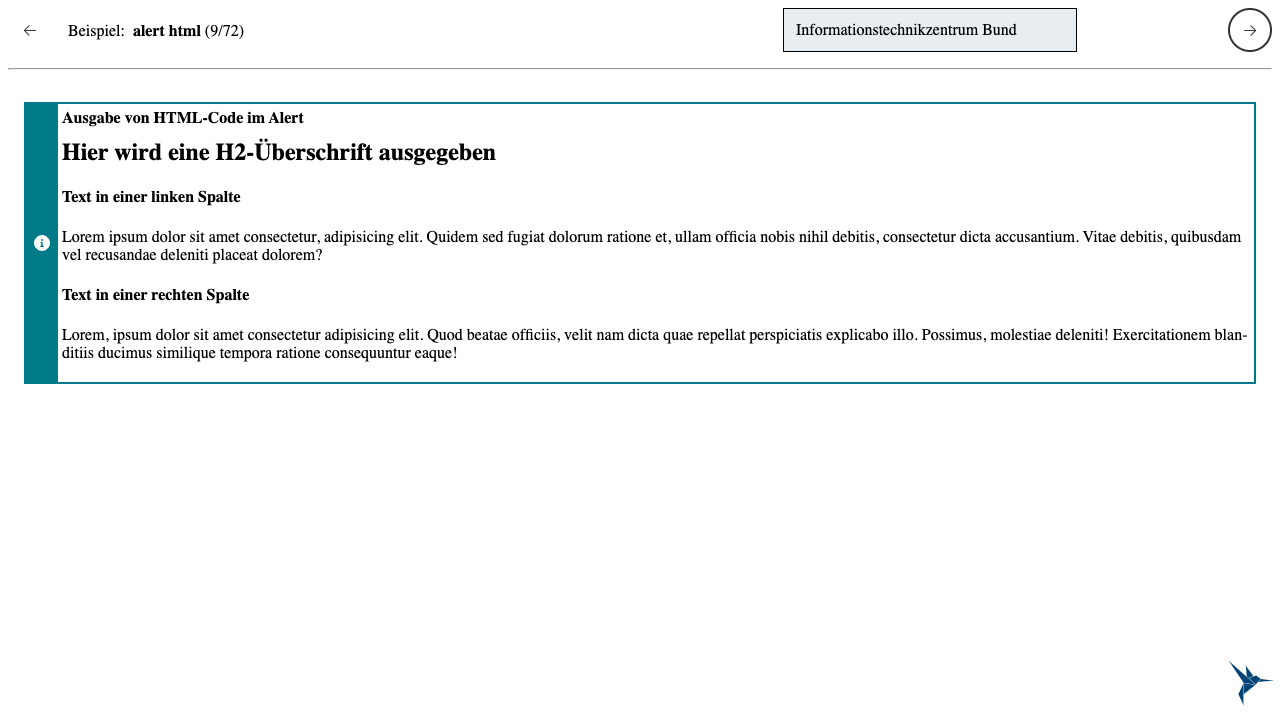 Beispiel: alert html (9/72)
Informationstechnikzentrum Bund
Ausgabe von HTML-Code im Alert
Hier wird eine H2-Überschrift ausgegeben
Text in einer linken Spalte
Lorem ipsum dolor sit amet consectetur, adipisicing elit. Quidem sed fugiat dolorum ratione et, ullam officia nobis nihil debitis, consectetur dicta accusantium. Vitae debitis, quibusdam
vel recusandae deleniti placeat dolorem?
Text in einer rechten Spalte
Lorem, ipsum dolor sit amet consectetur adipisicing elit. Quod beatae officiis, velit nam dicta quae repellat perspiciatis explicabo illo. Possimus, molestiae deleniti! Exercitationem blan-
ditiis ducimus similique tempora ratione consequuntur eaque!